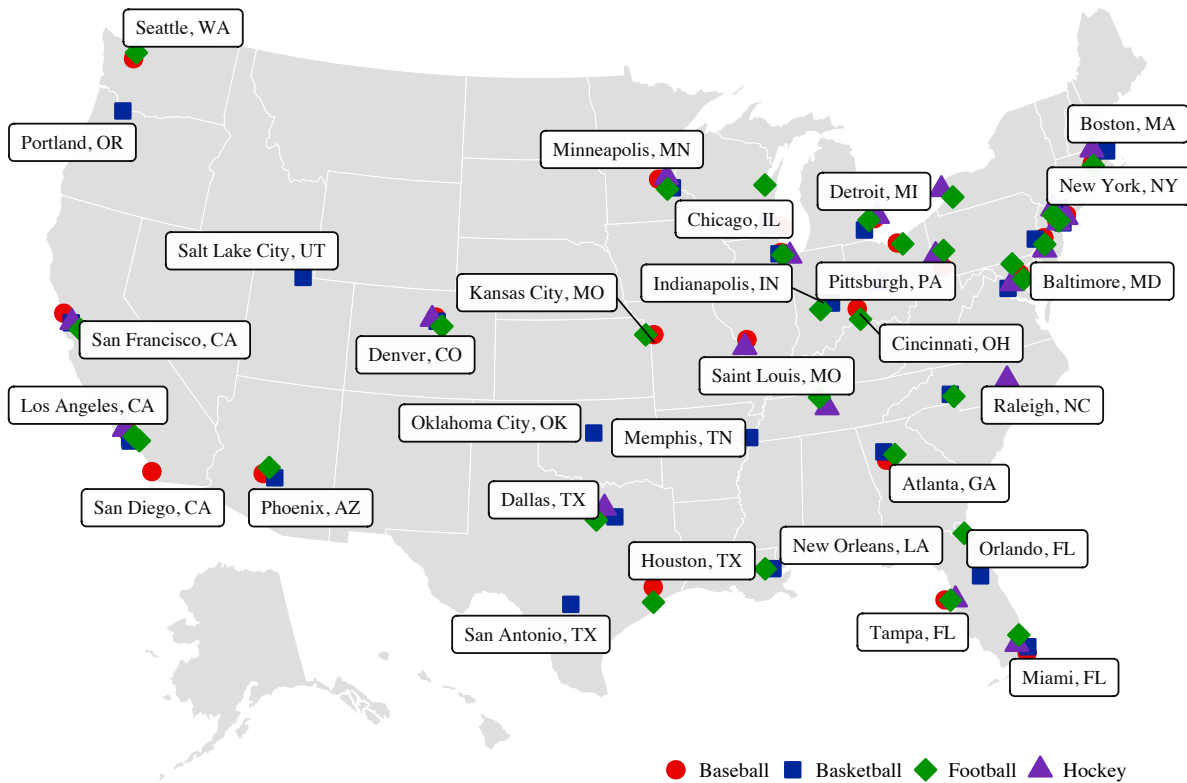 Seattle, WA
Portland, OR
Boston, MA
Minneapolis, MN
New York, NY
Detroit, MI
Chicago, IL
Salt Lake City, UT
Indianapolis, IN
Pittsburgh, PA
Baltimore, MD
Kansas City, MO
San Francisco, CA
Denver, CO
Cincinnati, OH
Saint Louis, MO
Raleigh, NC
Los Angeles, CA
Oklahoma City, OK
Memphis, TN
Atlanta, GA
Dallas, TX
San Diego, CA
Phoenix, AZ
New Orleans, LA
Orlando, FL
Houston, TX
San Antonio, TX
Tampa, FL
Miami, FL
Baseball Basketball Football Hockey